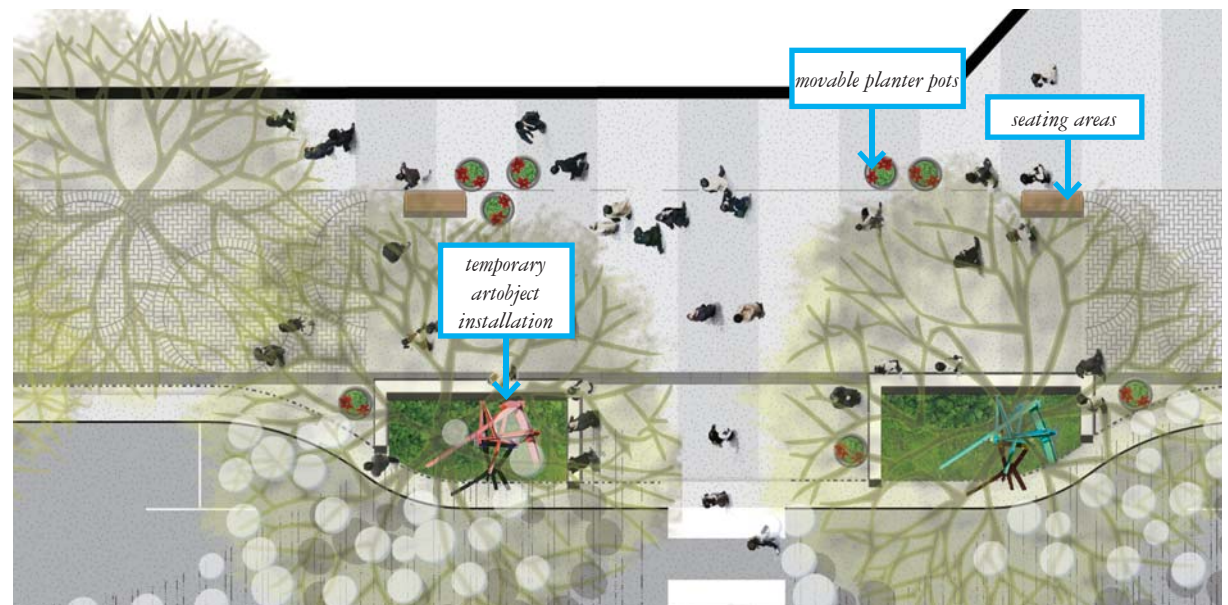 movable planter pots
seating areas
temporary
artobject
installation